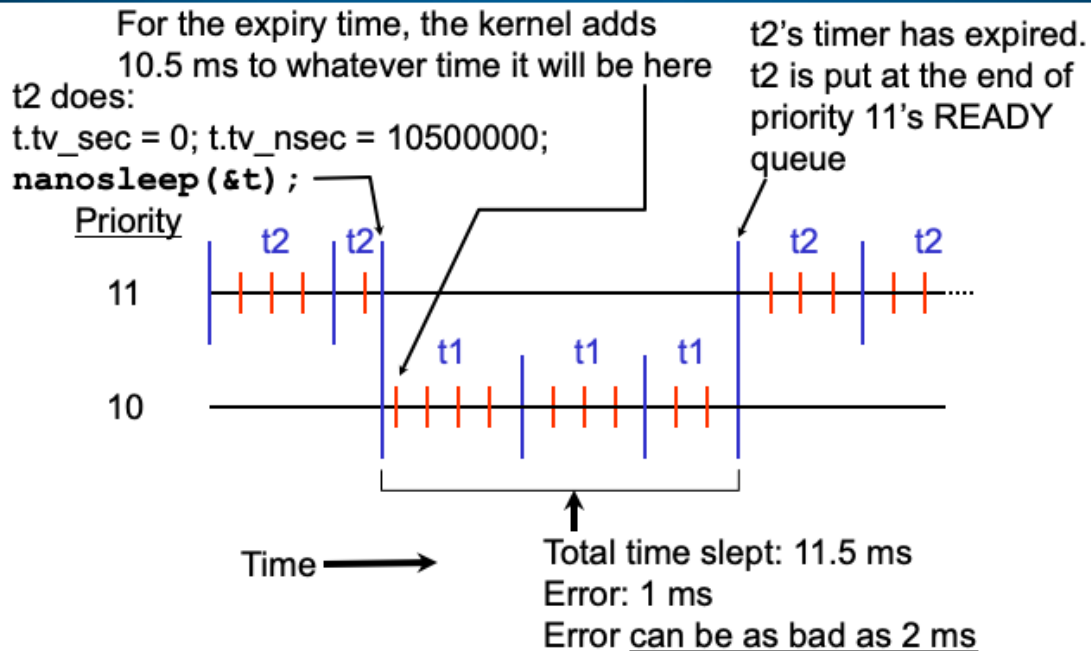 For the expiry time, the kernel adds
10.5 ms to whatever time it will be here
t2's timer has expired.
t2 is put at the end of
priority 11's READY
queue
t2 does:
t.tv_sec = 0; t.tv_nsec = 10500000;
nanosleep(&t);
Priority
t2
t2
t2
t2
11
t1
t1
t1
10
Time
Total time slept: 11.5 ms
Error: 1 ms
Error can be as bad as 2 ms